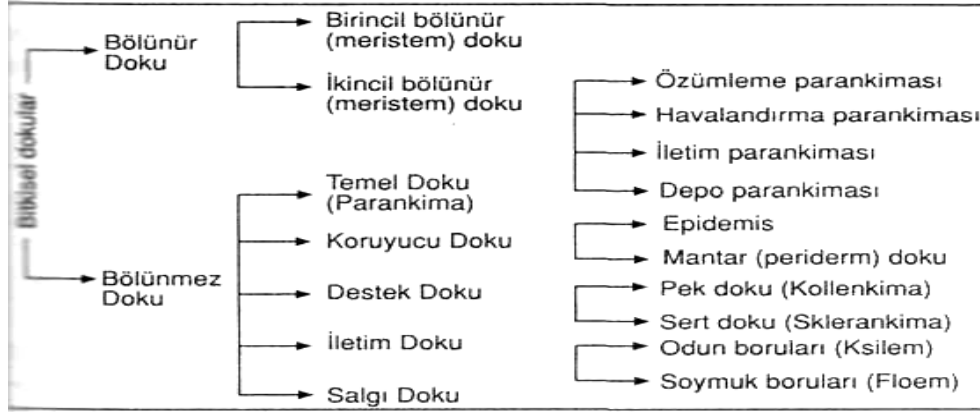 Bitkisel dokular
Bölünür
Doku
Birincil bölünür
(meristem) doku
İkincil bölünür
(meristem) doku
Bölünmez
Doku
Temel Doku
(Parankima)
Özümleme parankiması
Havalandırma parankiması
İletim parankiması
Depo parankiması
Koruyucu Doku
Epidemis
Mantar (periderm) doku
Destek Doku
Pek doku (Kollenkima)
Sert doku (Sklerankima)
İletim Doku
Odun boruları (Ksilem)
Soymuk boruları (Floem)
Salgı Doku